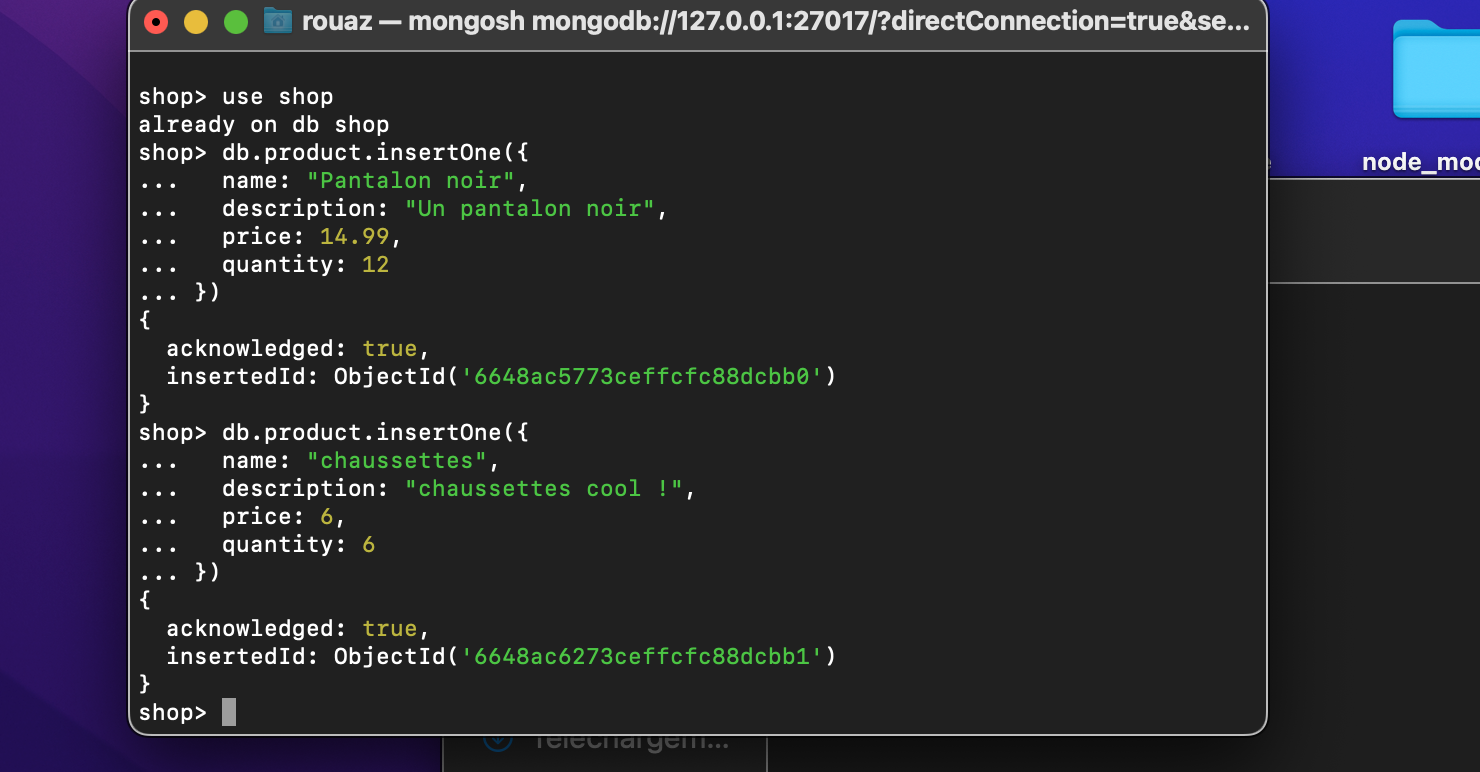 rouaz — mongosh mongodb://127.0.0.1:27017/?directConnection=true&se...
shop> use shop
already on db shop
shop> db.product.insertOne({
...   name: "Pantalon noir",
...   description: "Un pantalon noir",
...   price: 14.99,
...   quantity: 12
... })
{
  acknowledged: true,
  insertedId: ObjectId('6648ac5773ceffcfc88dcbb0')
}
shop> db.product.insertOne({
...   name: "chaussettes",
...   description: "chaussettes cool !",
...   price: 6,
...   quantity: 6
... })
{
  acknowledged: true,
  insertedId: ObjectId('6648ac6273ceffcfc88dcbb1')
}
shop>
node_mod
Téléchargem...